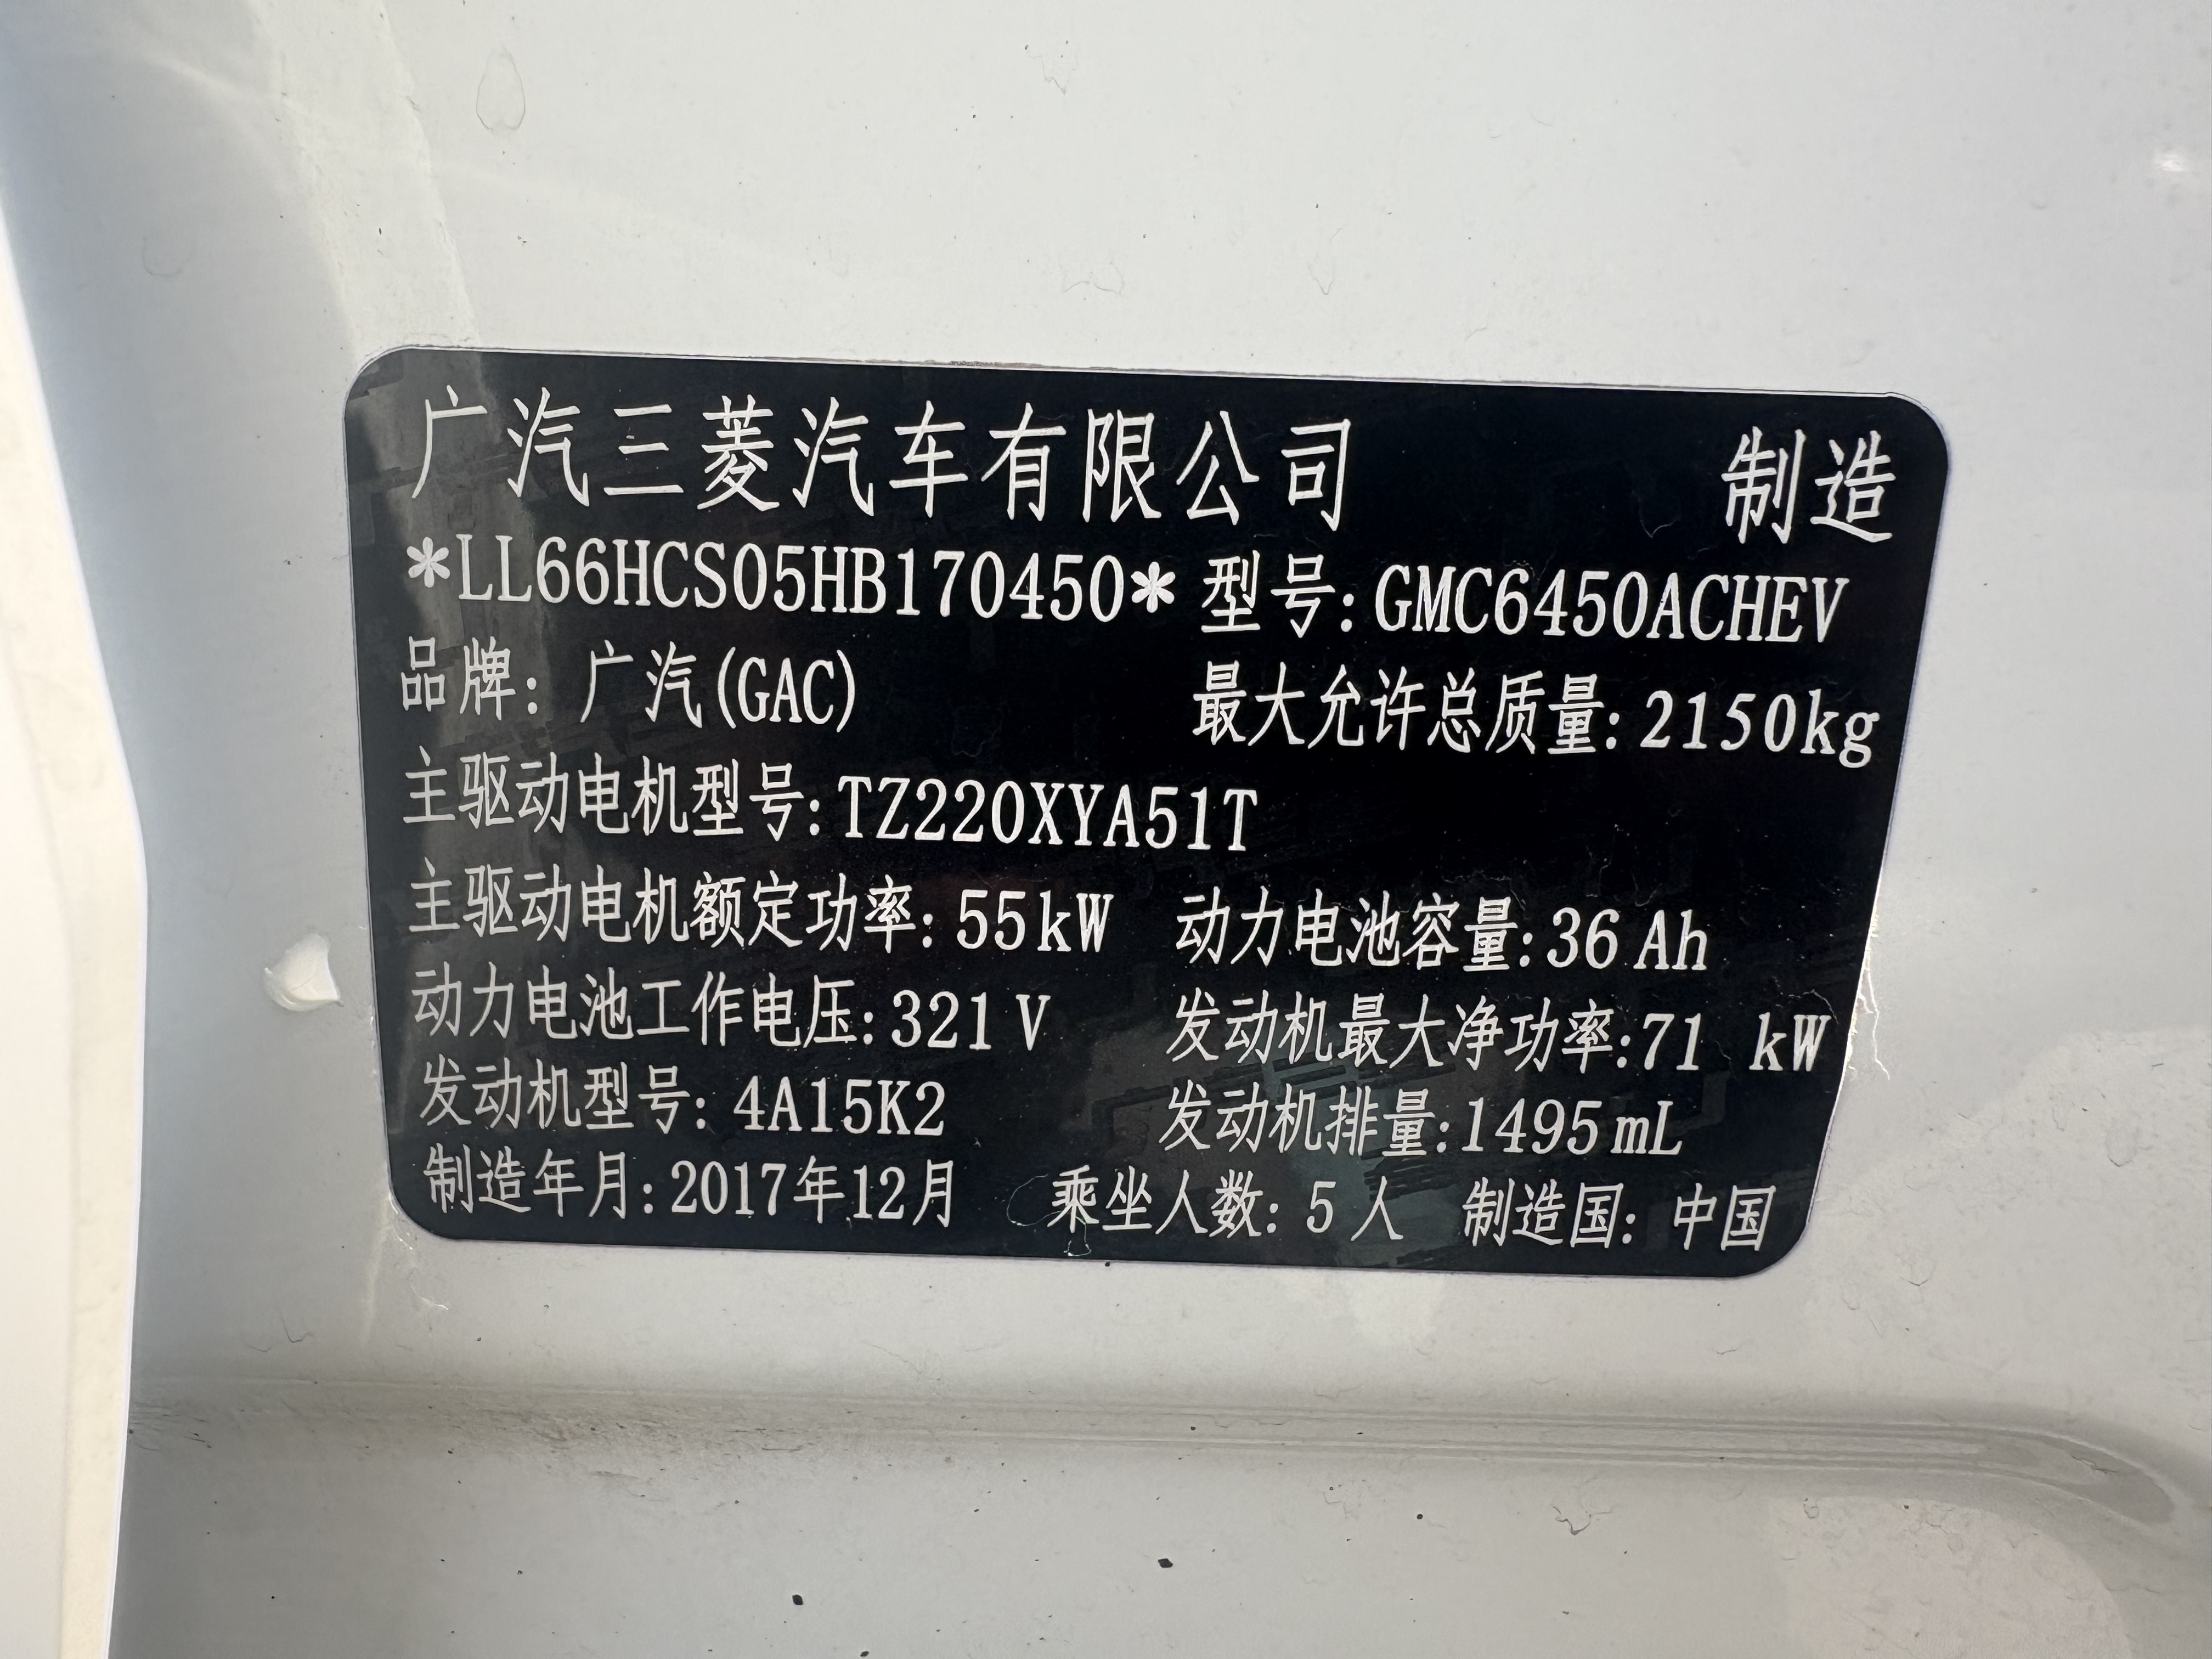 广汽三菱汽车有限公司 制造
*LL66HCS05HB170450* 型号:GMC6450ACHEV
品牌: 广汽(GAC) 最大允许总质量:2150kg
主驱动电机型号:TZ220XYA51T
主驱动电机额定功率:55kW 动力电池容量:36 Ah
动力电池工作电压:321 V 发动机最大净功率:71 kW
发动机型号: 4A15K2 发动机排量:1495 mL
制造年月:2017年12月 乘坐人数: 5 人 制造国: 中国